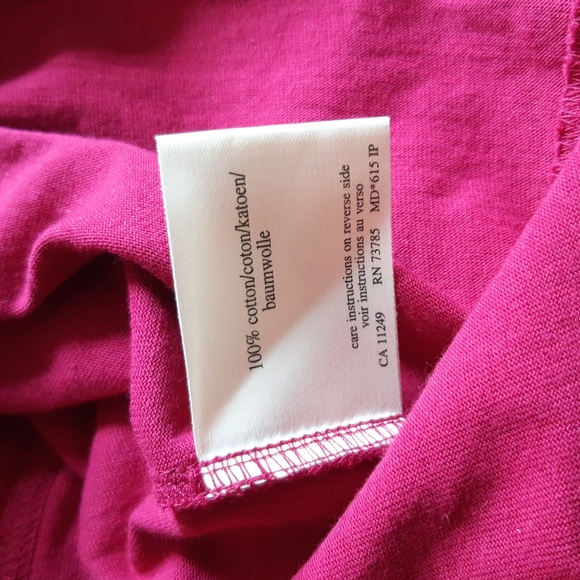 100% cotton/coton/katoen/
baumwolle
care instructions on reverse side
voir instructions au verso
CA 11249 RN 73785 MD*615 IP